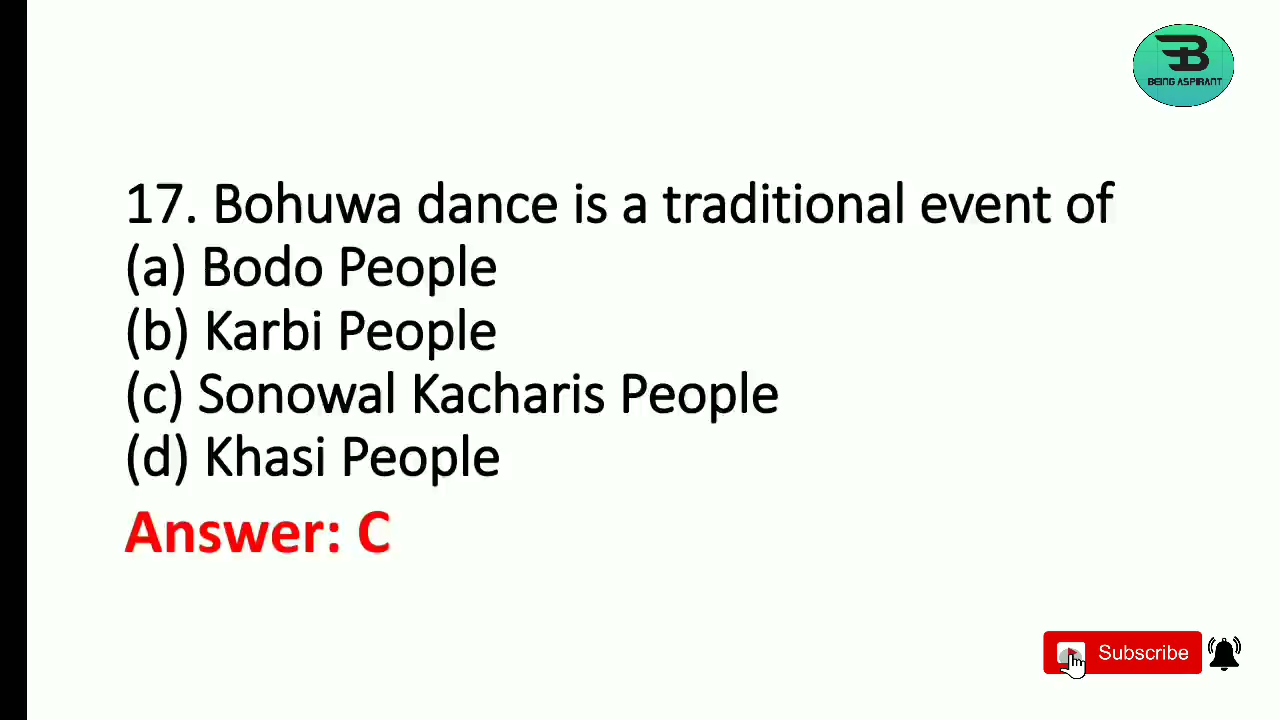 BEING ASPIRANT
17. Bohuwa dance is a traditional event of
(a) Bodo People
(b) Karbi People
(c) Sonowal Kacharis People
(d) Khasi People
Answer: C
Subscribe